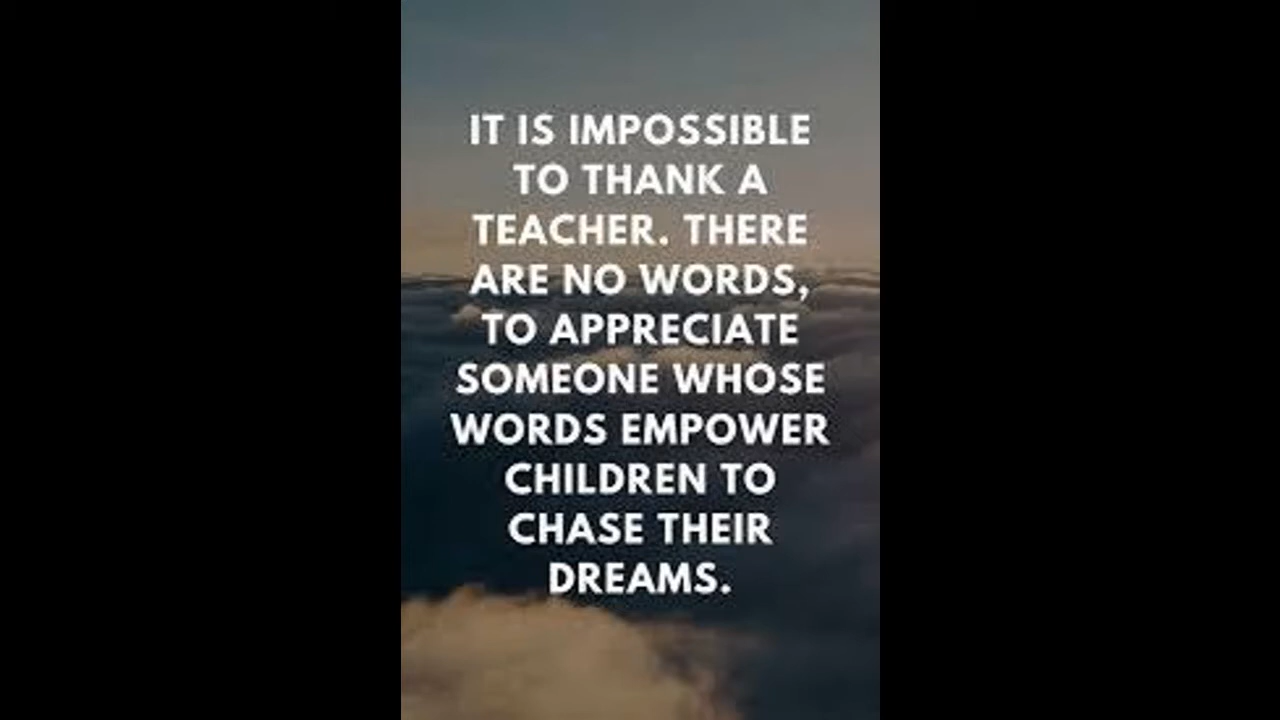 IT IS IMPOSSIBLE
TO THANK A
TEACHER. THERE
ARE NO WORDS,
TO APPRECIATE
SOMEONE WHOSE
WORDS EMPOWER
CHILDREN TO
CHASE THEIR
DREAMS.